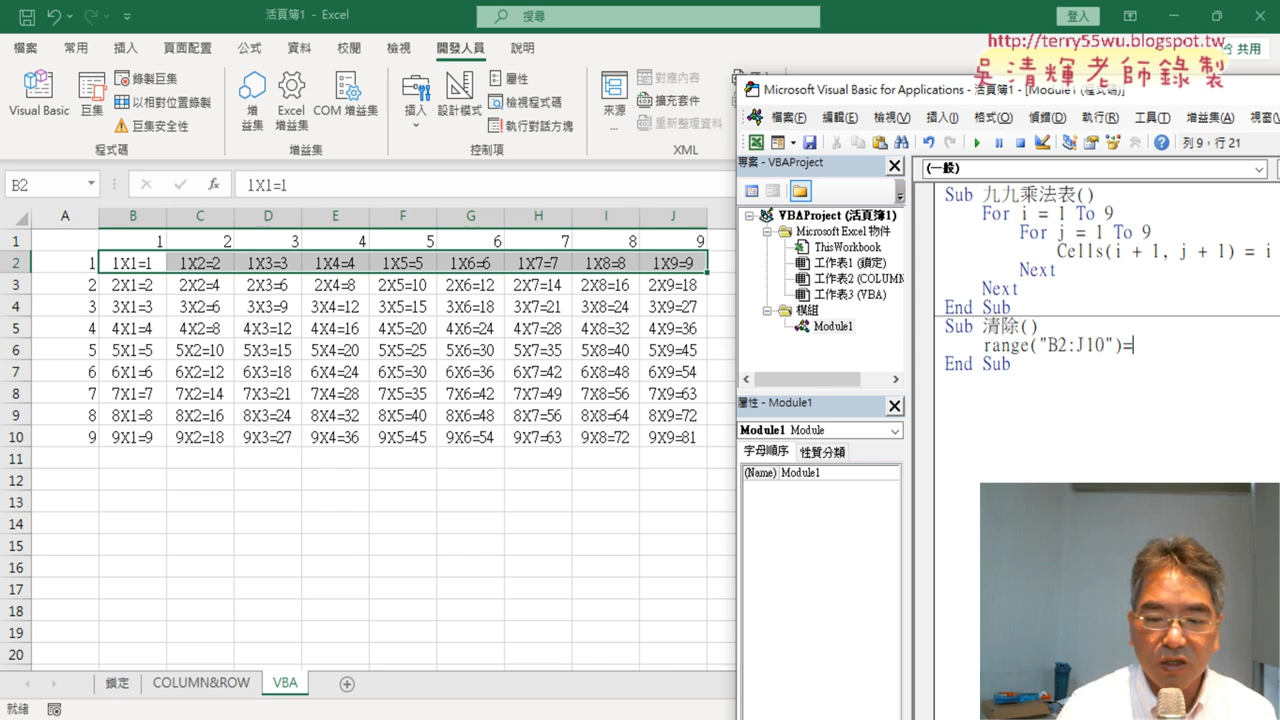 活頁簿1 - Excel
搜尋
登入
檔案 常用 插入 頁面配置 公式 資料 校閱 檢視 開發人員 說明
共用
http://terry55wu.blogspot.tw
吳清輝老師錄製
Visual Basic
巨集
錄製巨集
以相對位置錄製
巨集安全性
程式碼
增益集
Excel 增益集
COM 增益集
增益集
插入
設計模式
屬性
檢視程式碼
執行對話方塊
控制項
來源
對應內容
擴充套件
重新整理資料
XML
B2
fx
1X1=1
A B C D E F G H I J
1 1 2 3 4 5 6 7 8 9
2 1 1X1=1 1X2=2 1X3=3 1X4=4 1X5=5 1X6=6 1X7=7 1X8=8 1X9=9
3 2 2X1=2 2X2=4 2X3=6 2X4=8 2X5=10 2X6=12 2X7=14 2X8=16 2X9=18
4 3 3X1=3 3X2=6 3X3=9 3X4=12 3X5=15 3X6=18 3X7=21 3X8=24 3X9=27
5 4 4X1=4 4X2=8 4X3=12 4X4=16 4X5=20 4X6=24 4X7=28 4X8=32 4X9=36
6 5 5X1=5 5X2=10 5X3=15 5X4=20 5X5=25 5X6=30 5X7=35 5X8=40 5X9=45
7 6 6X1=6 6X2=12 6X3=18 6X4=24 6X5=30 6X6=36 6X7=42 6X8=48 6X9=54
8 7 7X1=7 7X2=14 7X3=21 7X4=28 7X5=35 7X6=42 7X7=49 7X8=56 7X9=63
9 8 8X1=8 8X2=16 8X3=24 8X4=32 8X5=40 8X6=48 8X7=56 8X8=64 8X9=72
10 9 9X1=9 9X2=18 9X3=27 9X4=36 9X5=45 9X6=54 9X7=63 9X8=72 9X9=81
11
12
13
14
15
16
17
18
19
20
鎖定 COLUMN&ROW VBA
就緒
Microsoft Visual Basic for Applications - 活頁簿1 - [Module1 (程式碼)]
檔案(F) 編輯(E) 檢視(V) 插入(I) 格式(O) 偵錯(D) 執行(R) 工具(T) 增益集(A) 視窗
列 9，行 21
專案 - VBAProject
VBAProject (活頁簿1)
Microsoft Excel 物件
ThisWorkbook
工作表1 (鎖定)
工作表2 (COLUMN
工作表3 (VBA)
模組
Module1
屬性 - Module1
Module1 Module
字母順序 性質分類
(Name) Module1
(一般)
Sub 九九乘法表()
For i = 1 To 9
For j = 1 To 9
Cells(i + 1, j + 1) = i
Next
Next
End Sub
Sub 清除()
range("B2:J10")=
End Sub